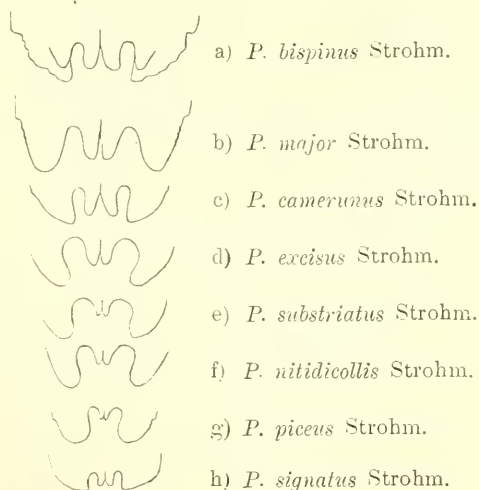 a) P. bispinus Strohm.
b) P. major Strohm.
c) P. camerunus Strohm.
d) P. excisus Strohm.
e) P. substriatus Strohm.
f) P. nitidicollis Strohm.
g) P. piceus Strohm.
h) P. signatus Strohm.